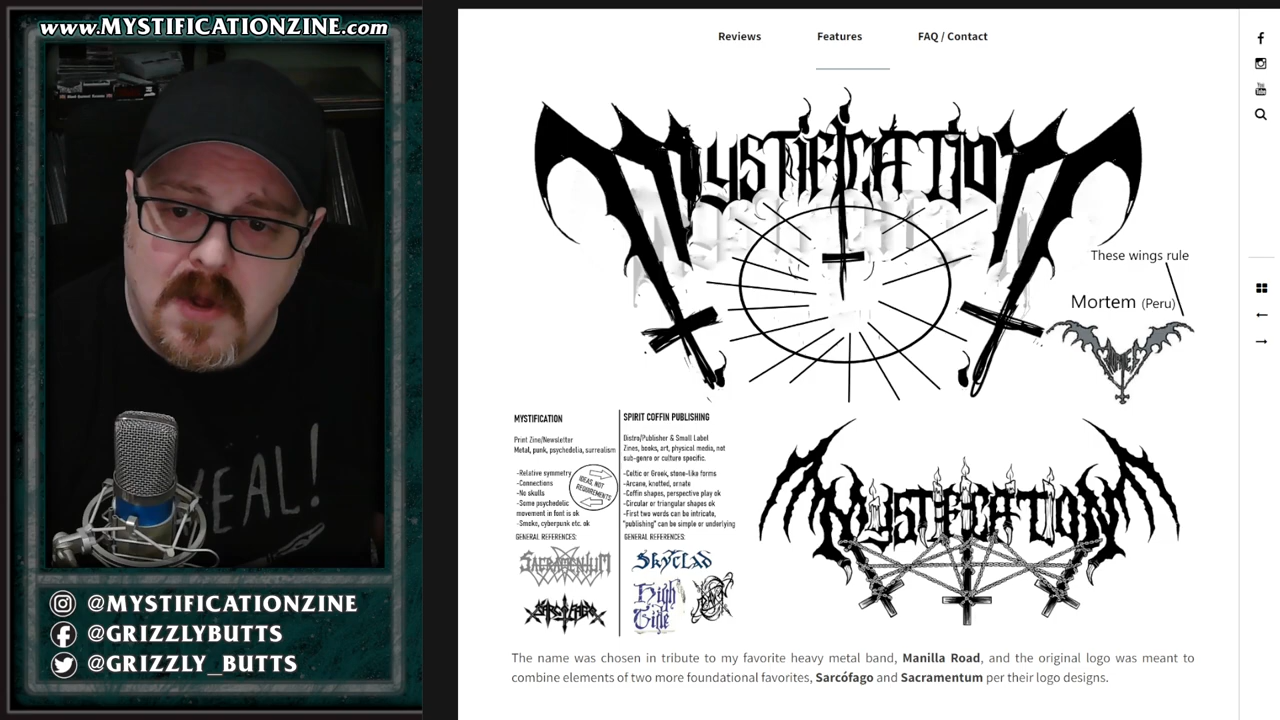 www.MYSTIFICATIONZINE.com
YEAL!
@MYSTIFICATIONZINE
@GRIZZLYBUTTS
@GRIZZLY_BUTTS
Reviews Features FAQ / Contact
MYSTIFICATION
These wings rule
Mortem (Peru)
MYSTIFICATION
Print Zine/Newsletter
Metal, punk, psychedelia, surrealism
-Relative symmetry
-Connections
-No skulls
-Some psychedelic
movement in font is ok
-Smoke, cyberpunk etc. ok
GENERAL REFERENCES:
SACRAMENTUM
SARCOFAGO
IDEAS, NOT
REQUIREMENTS
SPIRIT COFFIN PUBLISHING
Distro/Publisher & Small Label
Zines, books, art, physical media, not
sub-genre or culture specific.
-Celtic or Greek, stone-like forms
-Arcane, knotted, ornate
-Coffin shapes, perspective play ok
-Circular or triangular shapes ok
-First two words can be intricate,
"publishing" can be simple or underlying
GENERAL REFERENCES:
SKYCLAD
High
Tide
MYSTIFICATION
The name was chosen in tribute to my favorite heavy metal band, Manilla Road, and the original logo was meant to
combine elements of two more foundational favorites, Sarcófago and Sacramentum per their logo designs.